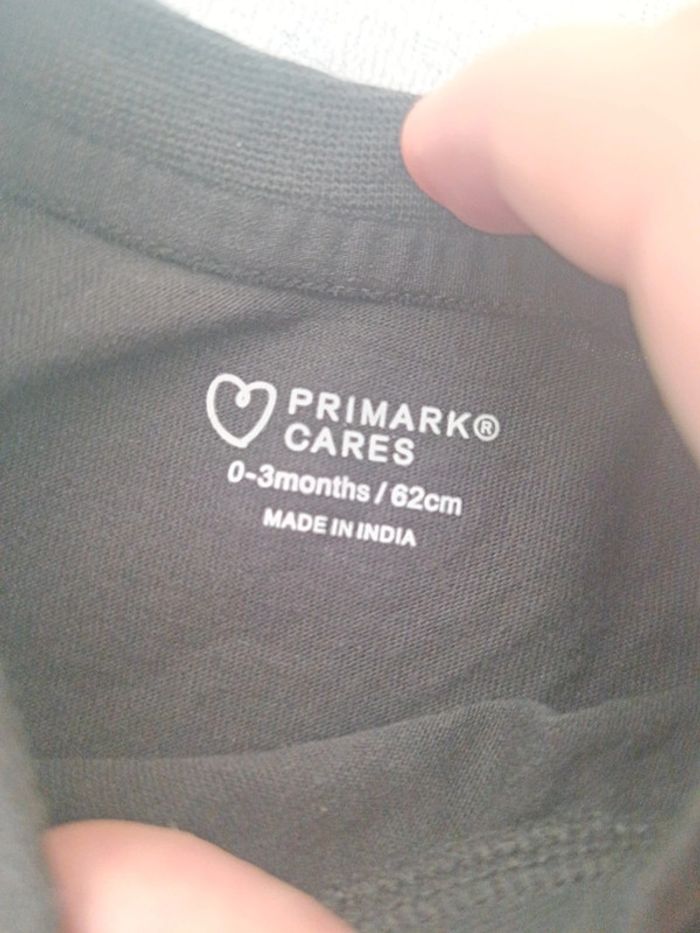 PRIMARK®
CARES
0-3months / 62cm
MADE IN INDIA